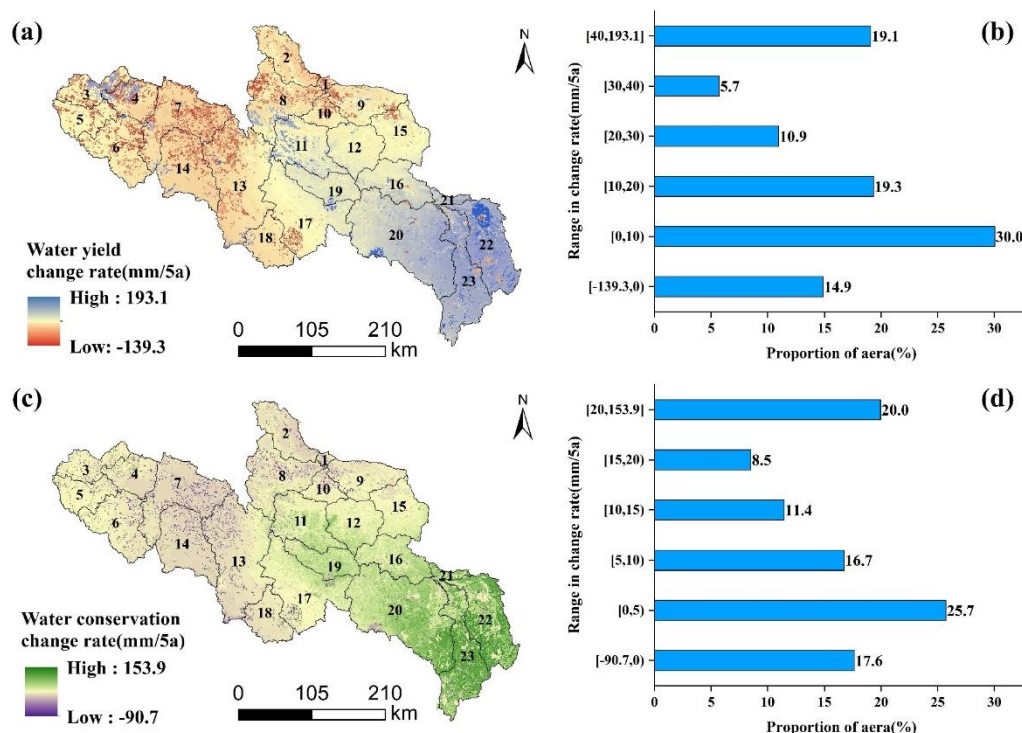 (a)
N
2
1
3
4
7
8
9
5
10
15
6
11
12
14
13
16
19
21
17
20
22
18
23
Water yield
change rate(mm/5a)
High : 193.1
Low: -139.3
0 105 210
km
(b)
Range in change rate(mm/5a)
[40,193.1] 19.1
[30,40) 5.7
[20,30) 10.9
[10,20) 19.3
[0,10) 30.0
[-139.3,0) 14.9
0 5 10 15 20 25 30
Proportion of aera(%)
(c)
N
2
1
3
4
7
8
9
5
10
15
6
11
12
14
13
16
19
21
17
20
22
18
23
Water conservation
change rate(mm/5a)
High : 153.9
Low : -90.7
0 105 210
km
(d)
Range in change rate(mm/5a)
[20,153.9] 20.0
[15,20) 8.5
[10,15) 11.4
[5,10) 16.7
[0,5) 25.7
[-90.7,0) 17.6
0 5 10 15 20 25 30
Proportion of aera(%)